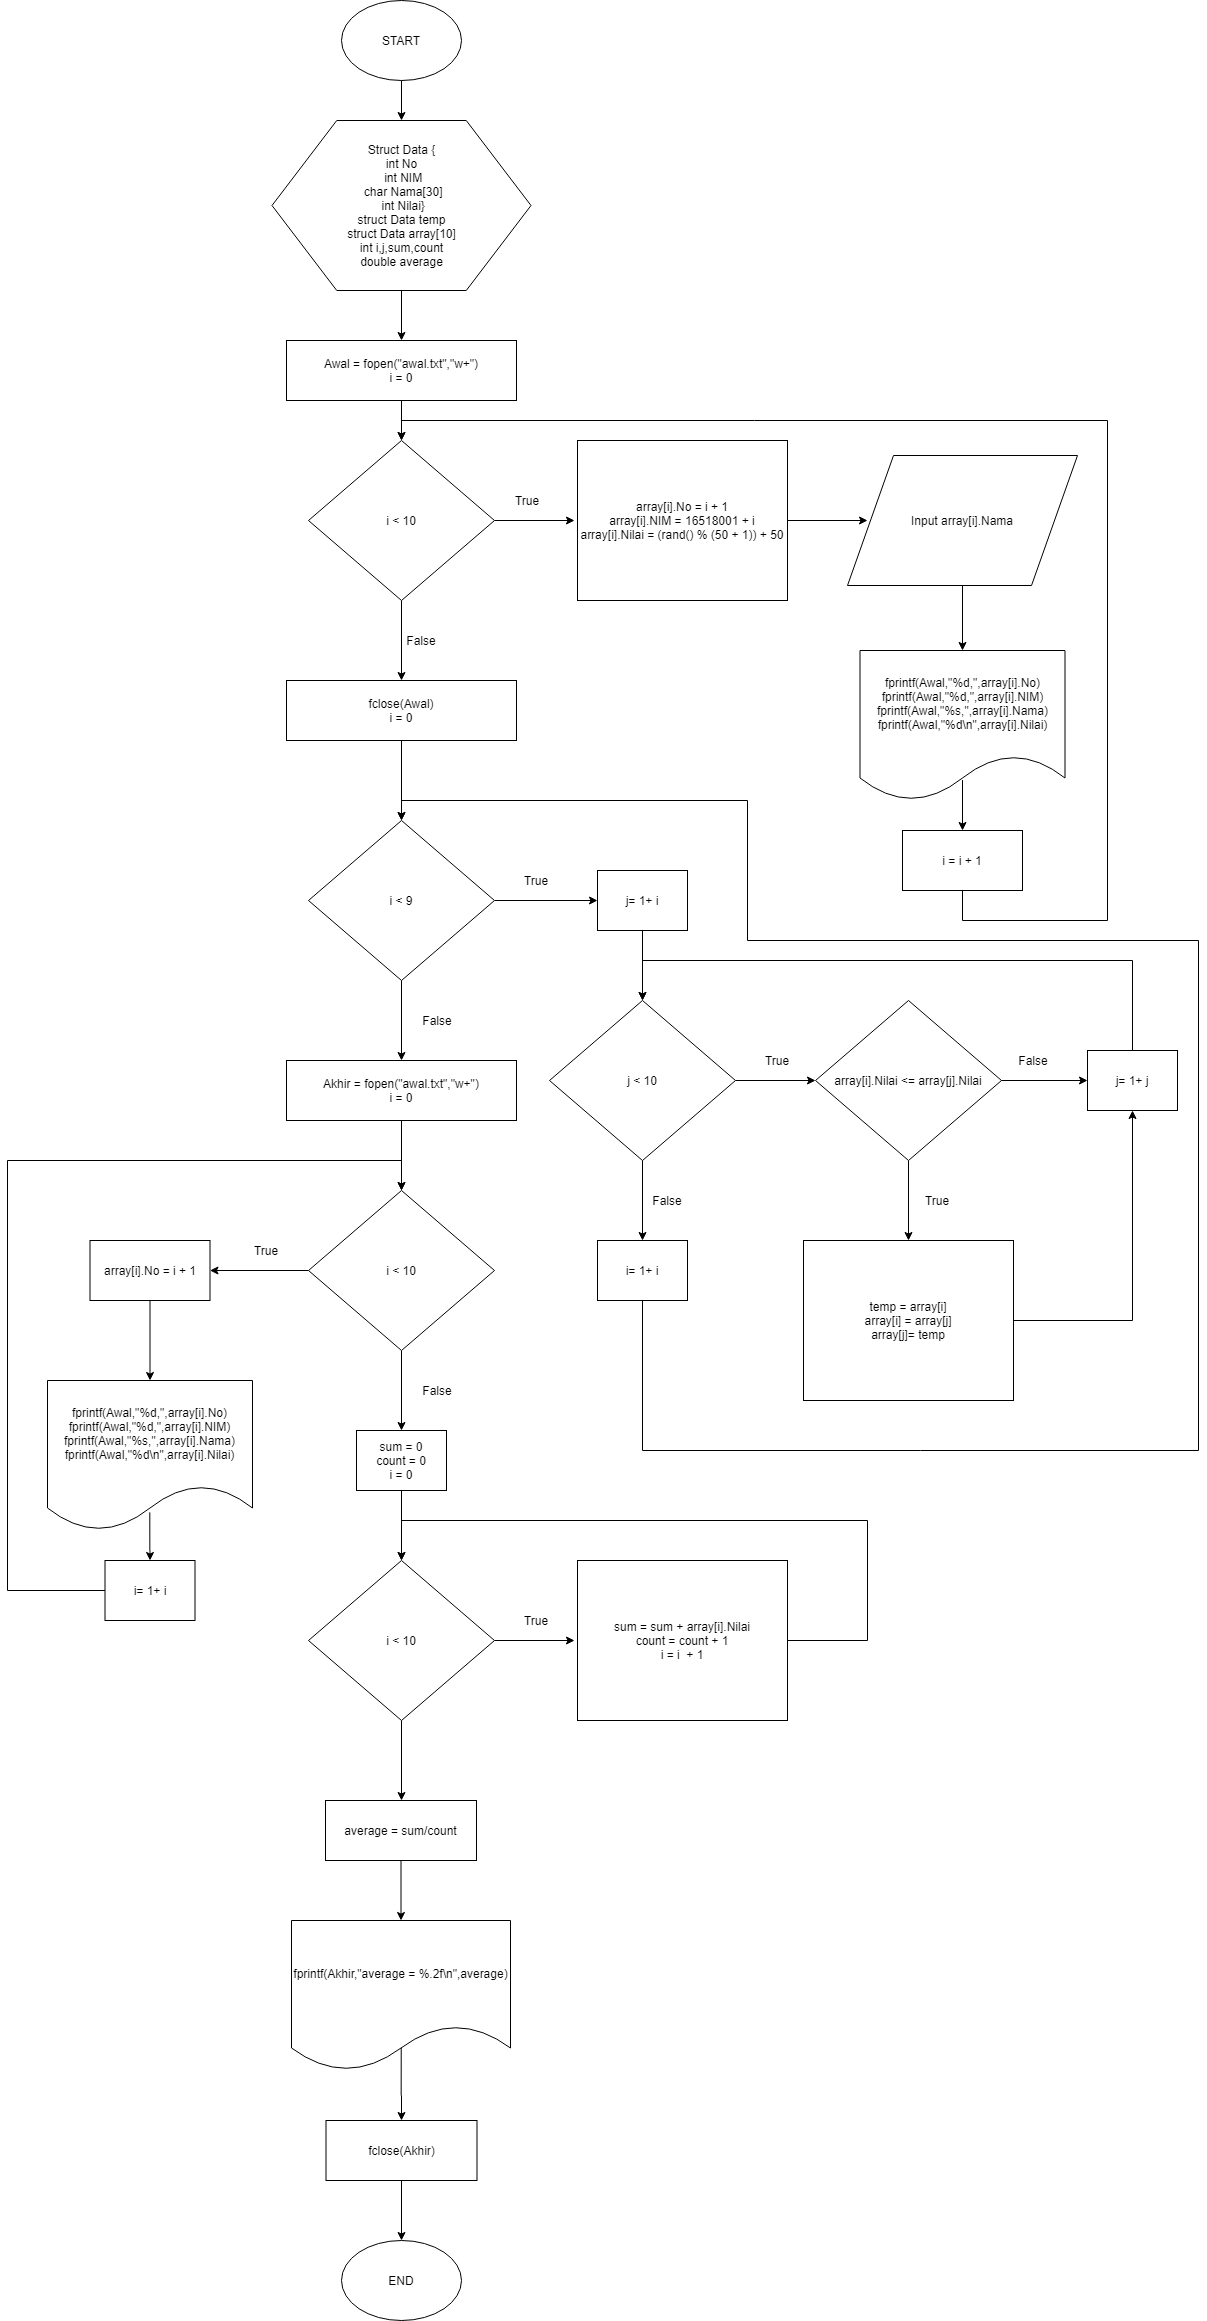 START
Struct Data {
int No
int NIM
char Nama[30]
int Nilai}
struct Data temp
struct Data array[10]
int i,j,sum,count
double average
Awal = fopen("awal.txt","w+")
i = 0
i < 10
True
array[i].No = i + 1
array[i].NIM = 16518001 + i
array[i].Nilai = (rand() % (50 + 1)) + 50
Input array[i].Nama
False
fprintf(Awal,"%d,",array[i].No)
fprintf(Awal,"%d,",array[i].NIM)
fprintf(Awal,"%s,",array[i].Nama)
fprintf(Awal,"%d\n",array[i].Nilai)
i = i + 1
fclose(Awal)
i = 0
i < 9
True
j= 1+ i
False
j < 10
True
array[i].Nilai <= array[j].Nilai
False
j= 1+ j
True
temp = array[i]
array[i] = array[j]
array[j]= temp
False
i= 1+ i
Akhir = fopen("awal.txt","w+")
i = 0
i < 10
True
array[i].No = i + 1
fprintf(Awal,"%d,",array[i].No)
fprintf(Awal,"%d,",array[i].NIM)
fprintf(Awal,"%s,",array[i].Nama)
fprintf(Awal,"%d\n",array[i].Nilai)
i= 1+ i
False
sum = 0
count = 0
i = 0
i < 10
True
sum = sum + array[i].Nilai
count = count + 1
i = i  + 1
average = sum/count
fprintf(Akhir,"average = %.2f\n",average)
fclose(Akhir)
END